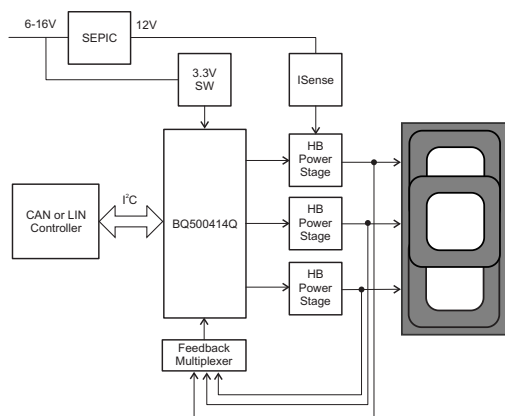 6-16V
12V
SEPIC
3.3V
SW
ISense
HB
Power
Stage
I²C
CAN or LIN
Controller
BQ500414Q
HB
Power
Stage
HB
Power
Stage
Feedback
Multiplexer